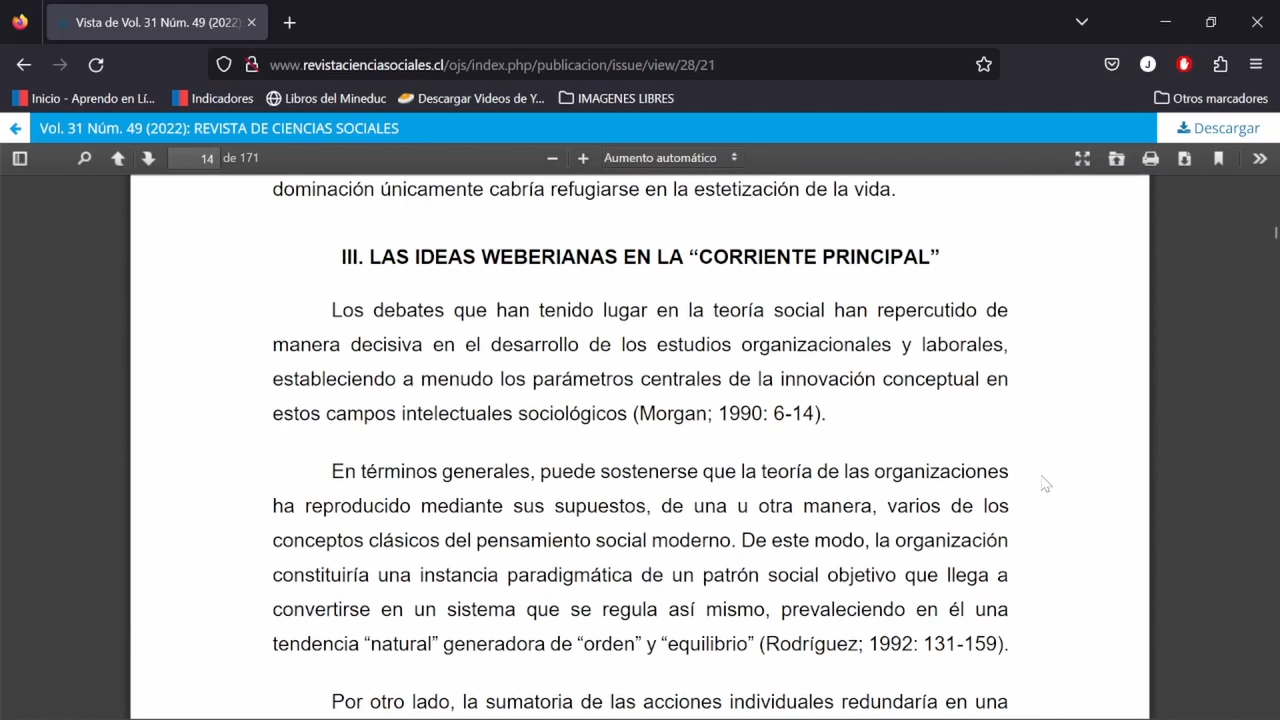 Vista de Vol. 31 Núm. 49 (2022)
www.revistacienciasociales.cl/ojs/index.php/publicacion/issue/view/28/21
J
Inicio - Aprendo en Lí... Indicadores Libros del Mineduc Descargar Videos de Y... IMAGENES LIBRES Otros marcadores
Vol. 31 Núm. 49 (2022): REVISTA DE CIENCIAS SOCIALES Descargar
14 de 171 Aumento automático
dominación únicamente cabría refugiarse en la estetización de la vida.
III. LAS IDEAS WEBERIANAS EN LA “CORRIENTE PRINCIPAL”
Los debates que han tenido lugar en la teoría social han repercutido de
manera decisiva en el desarrollo de los estudios organizacionales y laborales,
estableciendo a menudo los parámetros centrales de la innovación conceptual en
estos campos intelectuales sociológicos (Morgan; 1990: 6-14).
En términos generales, puede sostenerse que la teoría de las organizaciones
ha reproducido mediante sus supuestos, de una u otra manera, varios de los
conceptos clásicos del pensamiento social moderno. De este modo, la organización
constituiría una instancia paradigmática de un patrón social objetivo que llega a
convertirse en un sistema que se regula así mismo, prevaleciendo en él una
tendencia “natural” generadora de “orden” y “equilibrio” (Rodríguez; 1992: 131-159).
Por otro lado, la sumatoria de las acciones individuales redundaría en una